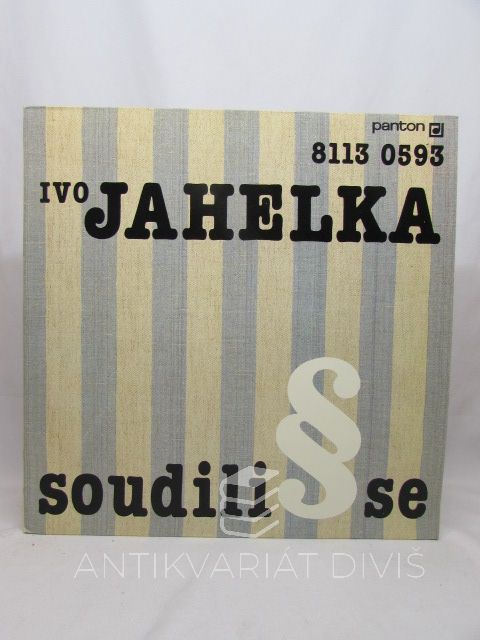 panton
8113 0593
IVO JAHELKA
soudili § se
ANTIKVARIÁT DIVIŠ